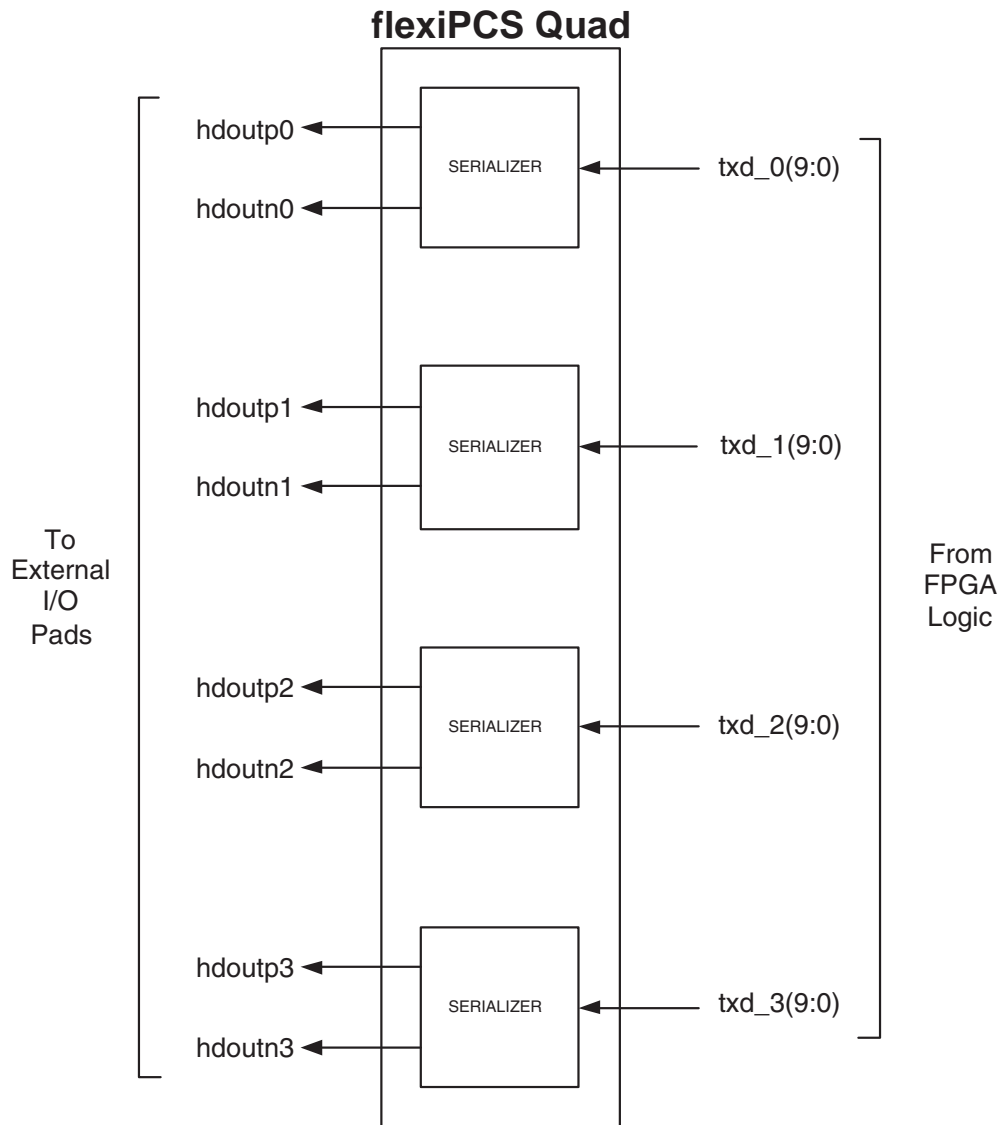 flexiPCS Quad
hdoutp0
SERIALIZER
txd_0(9:0)
hdoutn0
hdoutp1
SERIALIZER
txd_1(9:0)
hdoutn1
To
External
I/O
Pads
From
FPGA
Logic
hdoutp2
SERIALIZER
txd_2(9:0)
hdoutn2
hdoutp3
SERIALIZER
txd_3(9:0)
hdoutn3